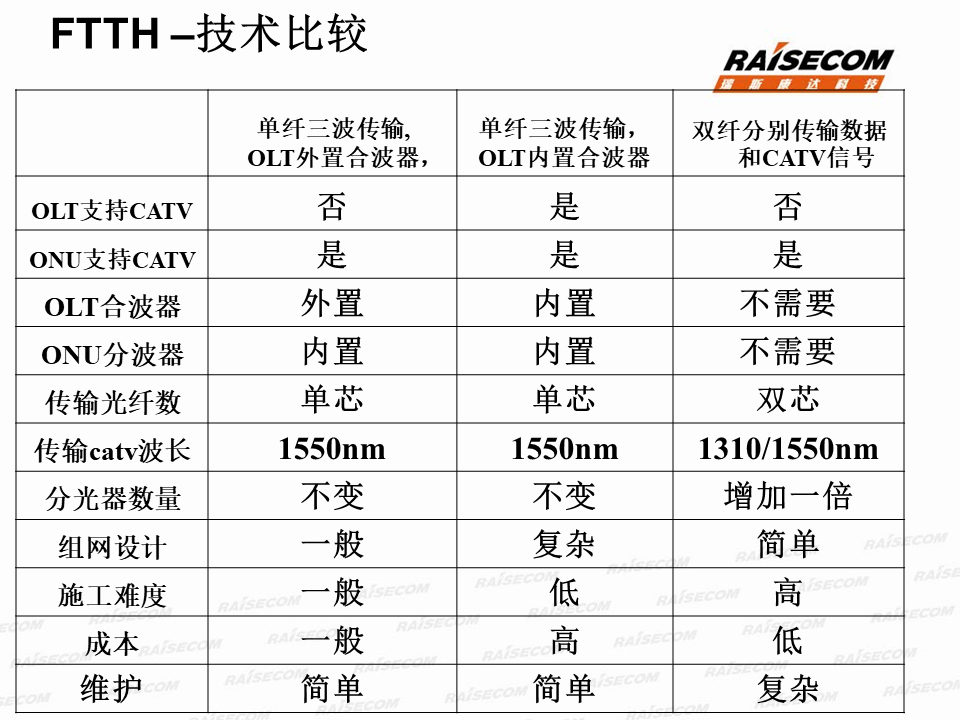 FTTH –技术比较
RAISECOM
瑞斯康达科技
单纤三波传输, 单纤三波传输， 双纤分别传输数据
OLT外置合波器， OLT内置合波器 和CATV信号
OLT支持CATV 否 是 否
ONU支持CATV 是 是 是
OLT合波器 外置 内置 不需要
ONU分波器 内置 内置 不需要
传输光纤数 单芯 单芯 双芯
传输catv波长 1550nm 1550nm 1310/1550nm
分光器数量 不变 不变 增加一倍
组网设计 一般 复杂 简单
施工难度 一般 低 高
成本 一般 高 低
维护 简单 简单 复杂